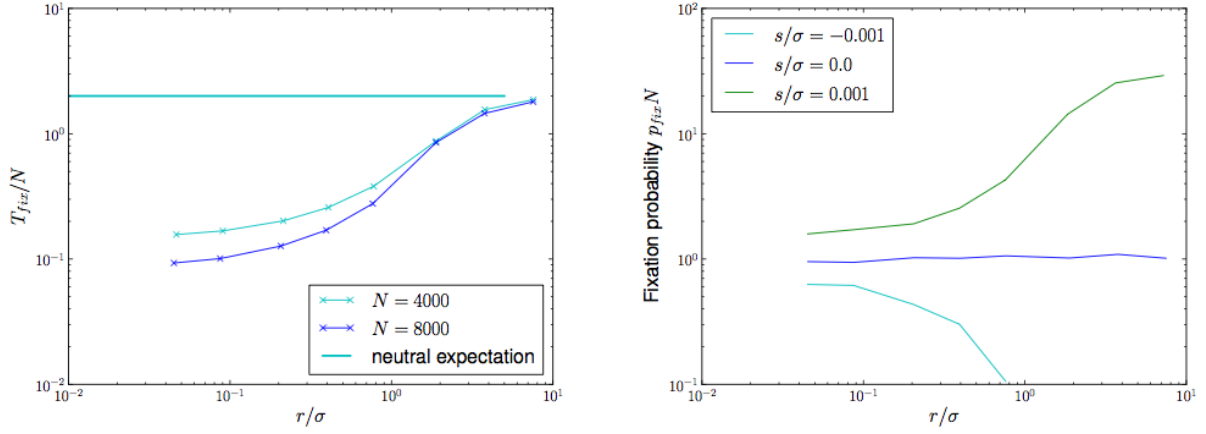 10^1
10^0
10^-1
10^-2
T_fix/N
N = 4000
N = 8000
neutral expectation
10^-2
10^-1
10^0
10^1
r/σ
10^2
10^1
10^0
10^-1
Fixation probability p_fix N
s/σ = −0.001
s/σ = 0.0
s/σ = 0.001
10^-2
10^-1
10^0
10^1
r/σ